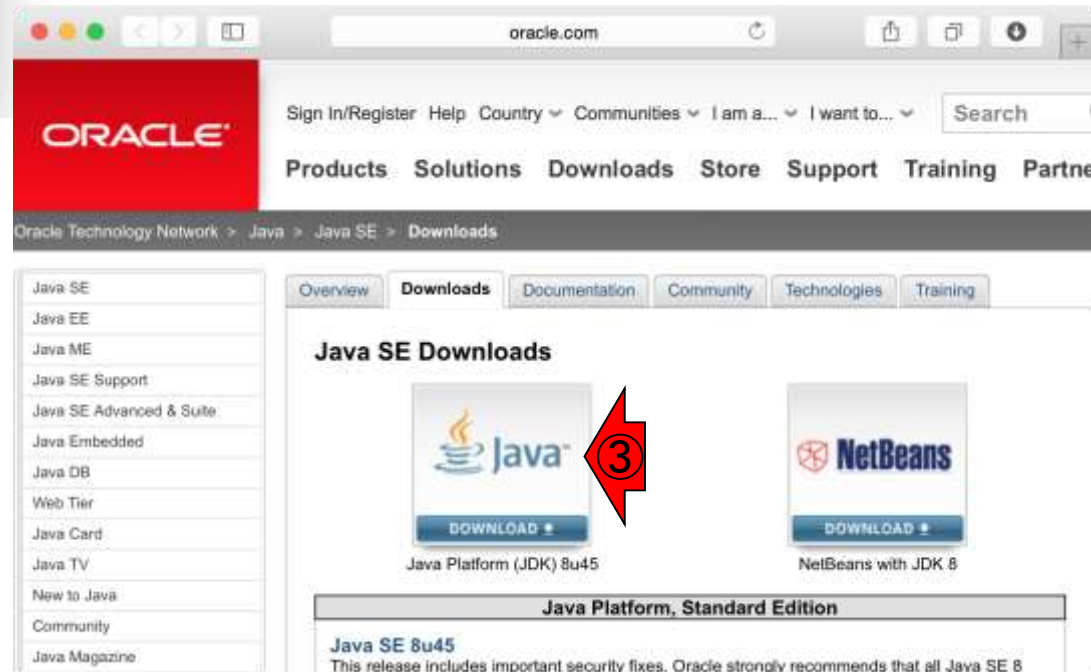 oracle.com
ORACLE
Sign In/Register Help Country Communities I am a... I want to... Search
Products Solutions Downloads Store Support Training Partne
Oracle Technology Network > Java > Java SE > Downloads
Java SE
Java EE
Java ME
Java SE Support
Java SE Advanced & Suite
Java Embedded
Java DB
Web Tier
Java Card
Java TV
New to Java
Community
Java Magazine
Overview Downloads Documentation Community Technologies Training
Java SE Downloads
Java™
③
NetBeans
DOWNLOAD
DOWNLOAD
Java Platform (JDK) 8u45
NetBeans with JDK 8
Java Platform, Standard Edition
Java SE 8u45
This release includes important security fixes. Oracle strongly recommends that all Java SE 8